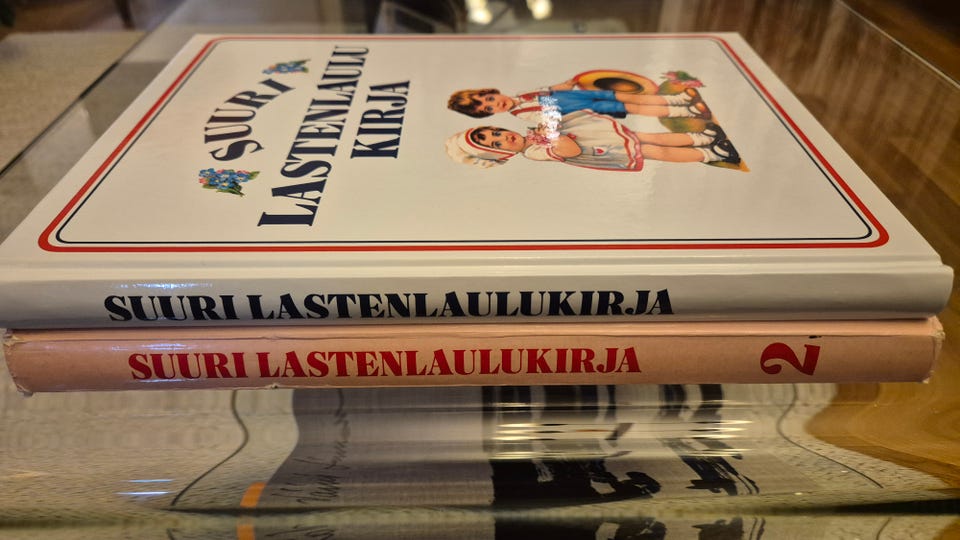 SUURI
LASTENLAULU
KIRJA
SUURI LASTENLAULUKIRJA
SUURI LASTENLAULUKIRJA 2.